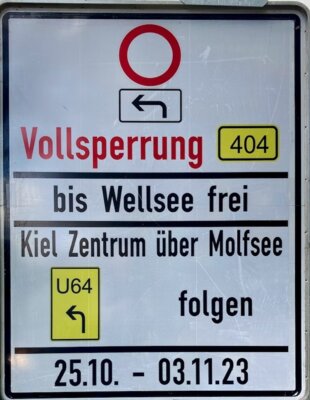 Vollsperrung 404
bis Wellsee frei
Kiel Zentrum über Molfsee
U64
folgen
25.10. - 03.11.23